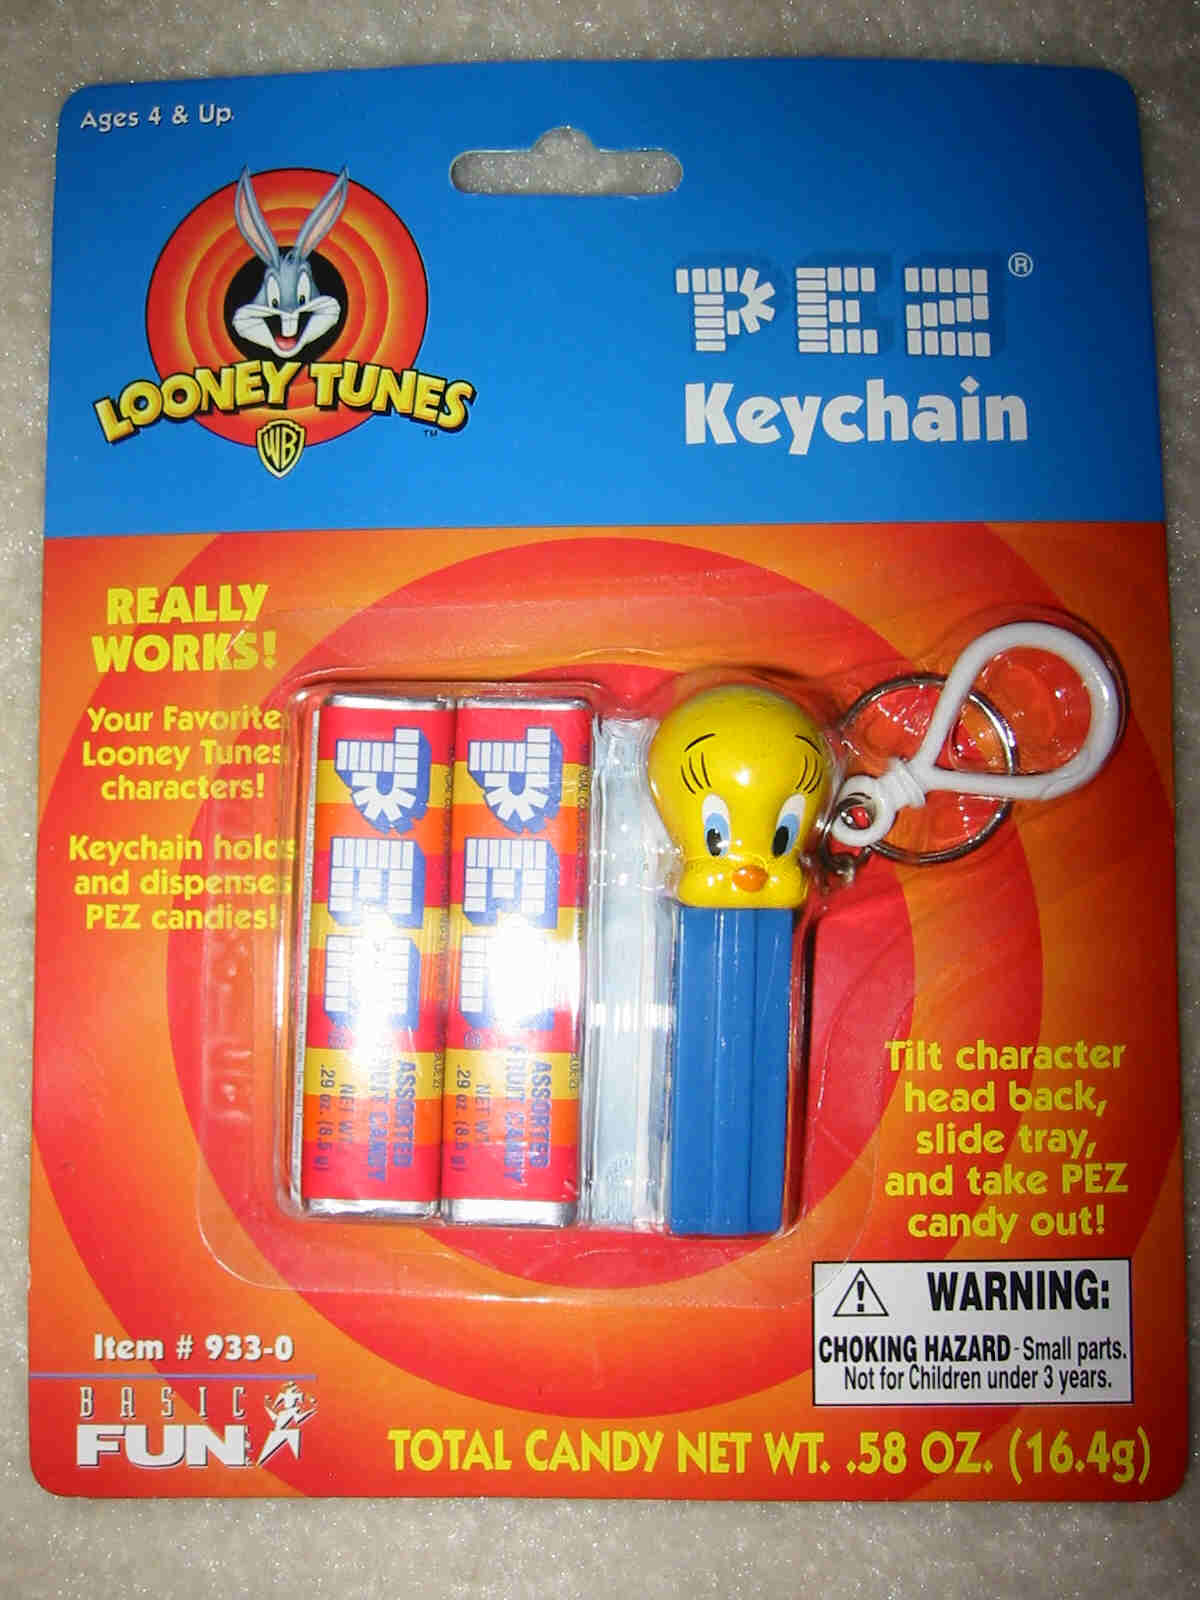 Ages 4 & Up
LOONEY TUNES
TM
WB
PEZ®
Keychain
REALLY
WORKS!
Your Favorite
Looney Tunes
characters!
Keychain holds
and dispenses
PEZ candies!
PEZ
ASSORTED
FRUIT CANDY
NET WT.
.29 oz. (8.5 g)
PEZ
ASSORTED
FRUIT CANDY
NET WT.
.29 oz. (8.5 g)
Tilt character
head back,
slide tray,
and take PEZ
candy out!
WARNING:
CHOKING HAZARD - Small parts.
Not for Children under 3 years.
Item # 933-0
BASIC
FUN
TOTAL CANDY NET WT. .58 OZ. (16.4g)